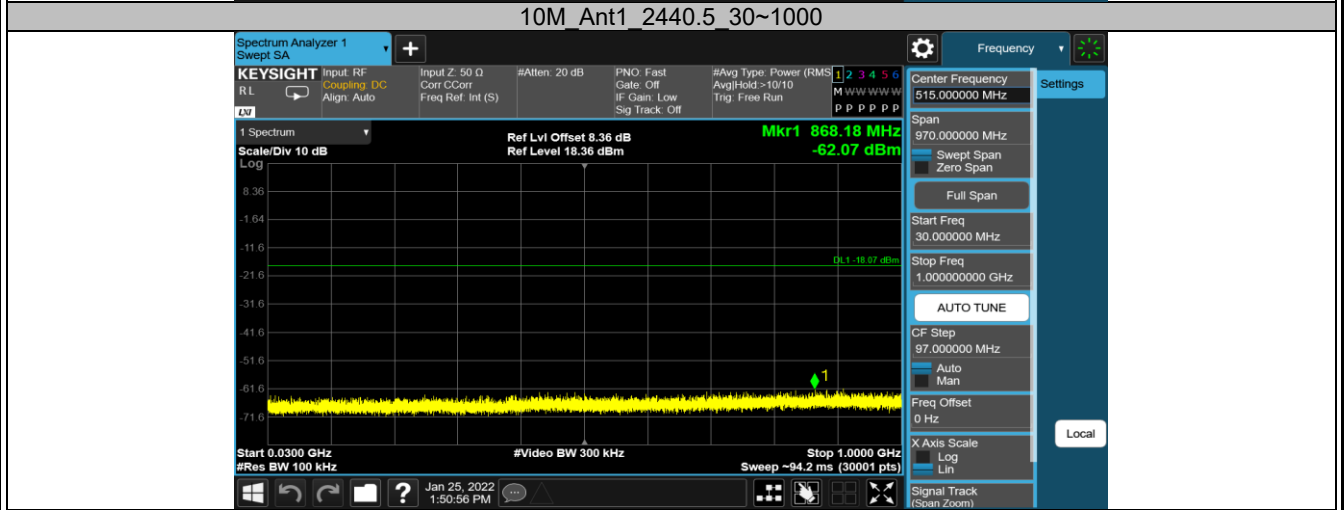 10M_Ant1_2440.5_30~1000
Spectrum Analyzer 1
Swept SA
+
Frequency
KEYSIGHT
RL
LXI
Input: RF
Coupling: DC
Align: Auto
Input Z: 50 Ω
Corr CCorr
Freq Ref: Int (S)
#Atten: 20 dB
PNO: Fast
Gate: Off
IF Gain: Low
Sig Track: Off
#Avg Type: Power (RMS
Avg|Hold:>10/10
Trig: Free Run
1 2 3 4 5 6
M W W W W W
P P P P P P
1 Spectrum
Scale/Div 10 dB
Log
Ref Lvl Offset 8.36 dB
Ref Level 18.36 dBm
Mkr1 868.18 MHz
-62.07 dBm
8.36
-1.64
-11.6
DL1 -18.07 dBm
-21.6
-31.6
-41.6
-51.6
1
-61.6
-71.6
Start 0.0300 GHz
#Res BW 100 kHz
#Video BW 300 kHz
Stop 1.0000 GHz
Sweep ~94.2 ms (30001 pts)
?
Jan 25, 2022
1:50:56 PM
Center Frequency
515.000000 MHz
Settings
Span
970.000000 MHz
Swept Span
Zero Span
Full Span
Start Freq
30.000000 MHz
Stop Freq
1.000000000 GHz
AUTO TUNE
CF Step
97.000000 MHz
Auto
Man
Freq Offset
0 Hz
X Axis Scale
Log
Lin
Local
Signal Track
(Span Zoom)